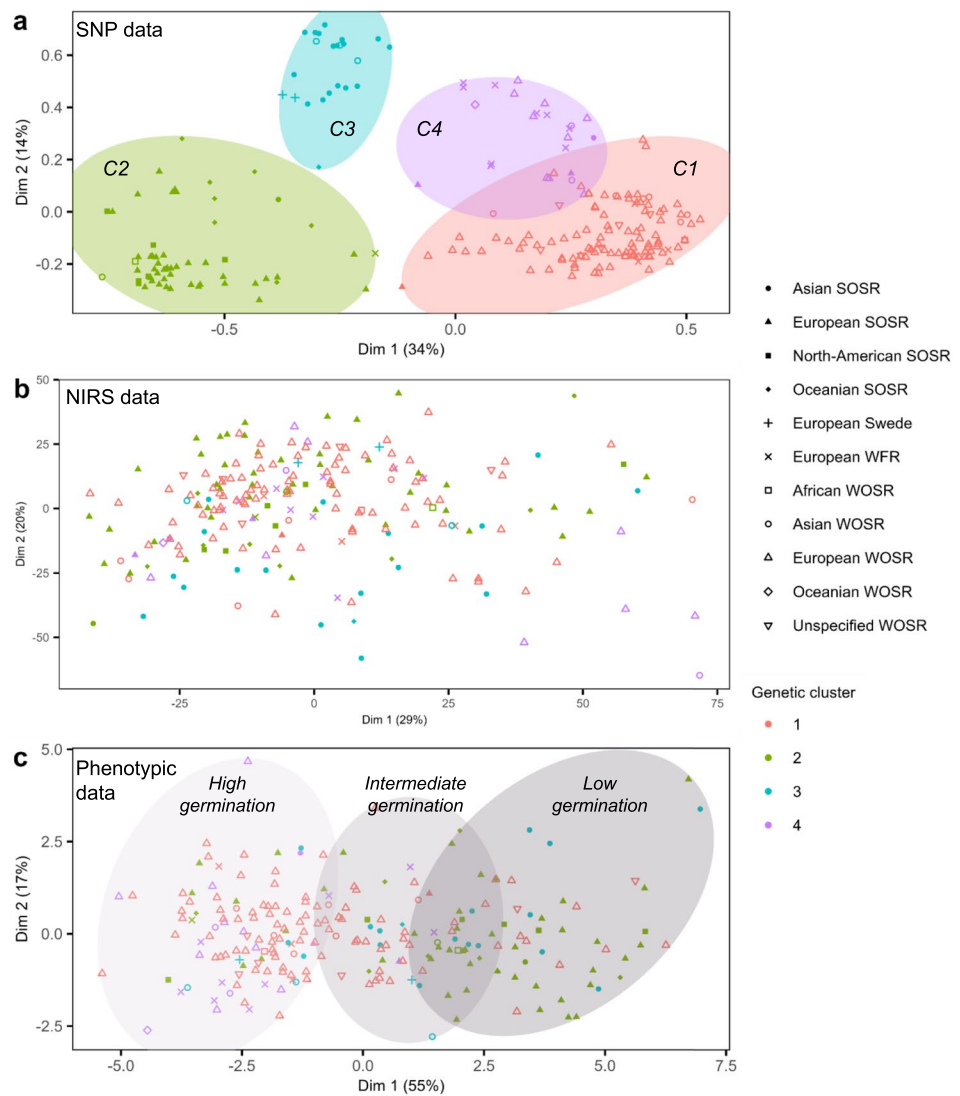 a
SNP data
0.6
0.4
0.2
0.0
-0.2
Dim 2 (14%)
C3
C4
C2
C1
-0.5
0.0
0.5
Dim 1 (34%)
b
NIRS data
50
25
0
-25
-50
Dim 2 (20%)
-25
0
25
50
75
Dim 1 (29%)
c
Phenotypic
data
5.0
2.5
0.0
-2.5
Dim 2 (17%)
High
germination
Intermediate
germination
Low
germination
-5.0
-2.5
0.0
2.5
5.0
7.5
Dim 1 (55%)
Asian SOSR
European SOSR
North-American SOSR
Oceanian SOSR
European Swede
European WFR
African WOSR
Asian WOSR
European WOSR
Oceanian WOSR
Unspecified WOSR
Genetic cluster
1
2
3
4